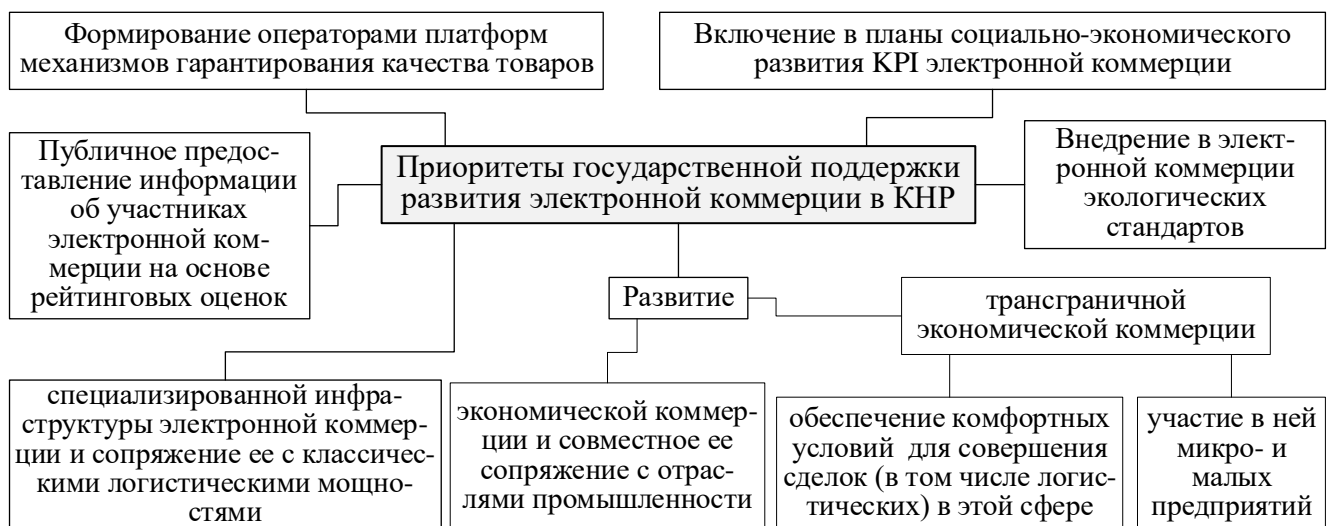 Формирование операторами платформ
механизмов гарантирования качества товаров
Включение в планы социально-экономического
развития KPI электронной коммерции
Публичное предос-
тавление информации
об участниках
электронной ком-
мерции на основе
рейтинговых оценок
Приоритеты государственной поддержки
развития электронной коммерции в КНР
Внедрение в элект-
ронной коммерции
экологических
стандартов
Развитие
трансграничной
экономической коммерции
специализированной инфра-
структуры электронной коммер-
ции и сопряжение ее с классичес-
кими логистическими мощно-
стями
экономической коммер-
ции и совместное ее
сопряжение с отрас-
лями промышленности
обеспечение комфортных
условий для совершения
сделок (в том числе логис-
тических) в этой сфере
участие в ней
микро- и
малых
предприятий